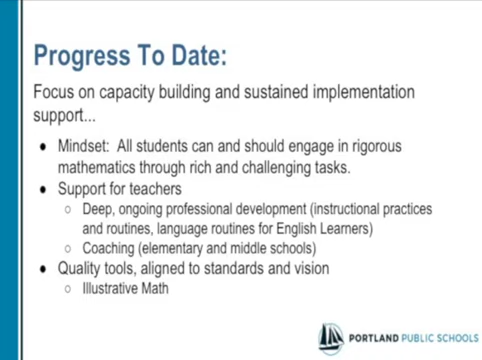 Progress To Date:
Focus on capacity building and sustained implementation
support...
● Mindset: All students can and should engage in rigorous
mathematics through rich and challenging tasks.
● Support for teachers
○ Deep, ongoing professional development (instructional practices
and routines, language routines for English Learners)
○ Coaching (elementary and middle schools)
● Quality tools, aligned to standards and vision
○ Illustrative Math
PORTLAND PUBLIC SCHOOLS